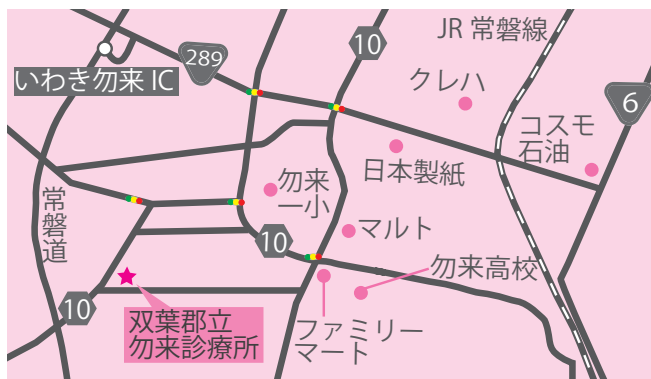 JR 常磐線
10
289
いわき勿来 IC
クレハ
6
コスモ
石油
日本製紙
勿来
一小
常
磐
道
マルト
10
勿来高校
10
双葉郡立
勿来診療所
ファミリー
マート